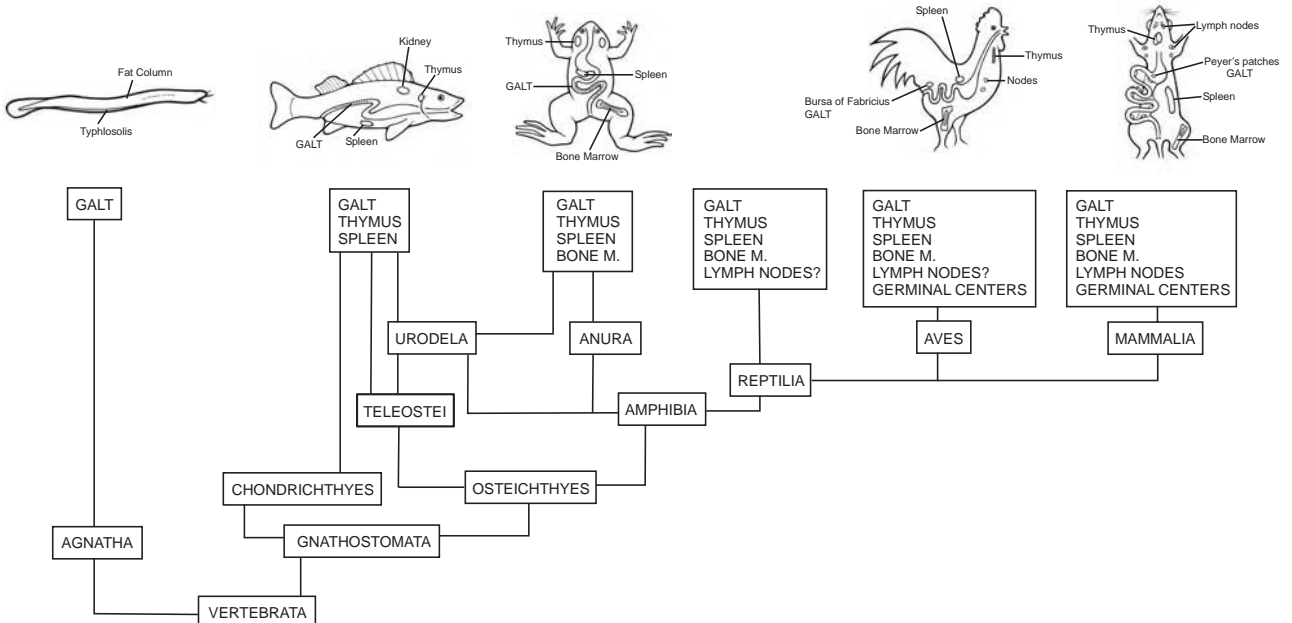 Fat Column
Typhlosolis
Kidney
Thymus
GALT
Spleen
Thymus
Spleen
GALT
Bone Marrow
Spleen
Thymus
Nodes
Bursa of Fabricius
GALT
Bone Marrow
Lymph nodes
Thymus
Peyer's patches
GALT
Spleen
Bone Marrow
GALT
GALT
THYMUS
SPLEEN
GALT
THYMUS
SPLEEN
BONE M.
GALT
THYMUS
SPLEEN
BONE M.
LYMPH NODES?
GALT
THYMUS
SPLEEN
BONE M.
LYMPH NODES?
GERMINAL CENTERS
GALT
THYMUS
SPLEEN
BONE M.
LYMPH NODES
GERMINAL CENTERS
URODELA
ANURA
AVES
MAMMALIA
REPTILIA
TELEOSTEI
AMPHIBIA
CHONDRICHTHYES
OSTEICHTHYES
AGNATHA
GNATHOSTOMATA
VERTEBRATA